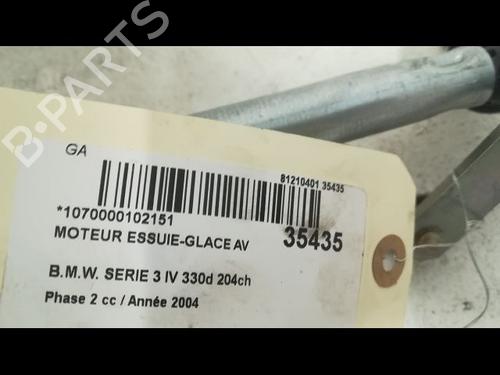 B-PARTS
GA
81210401 35435
*1070000102151
MOTEUR ESSUIE-GLACE AV 35435
B.M.W. SERIE 3 IV 330d 204ch
Phase 2 cc / Année 2004